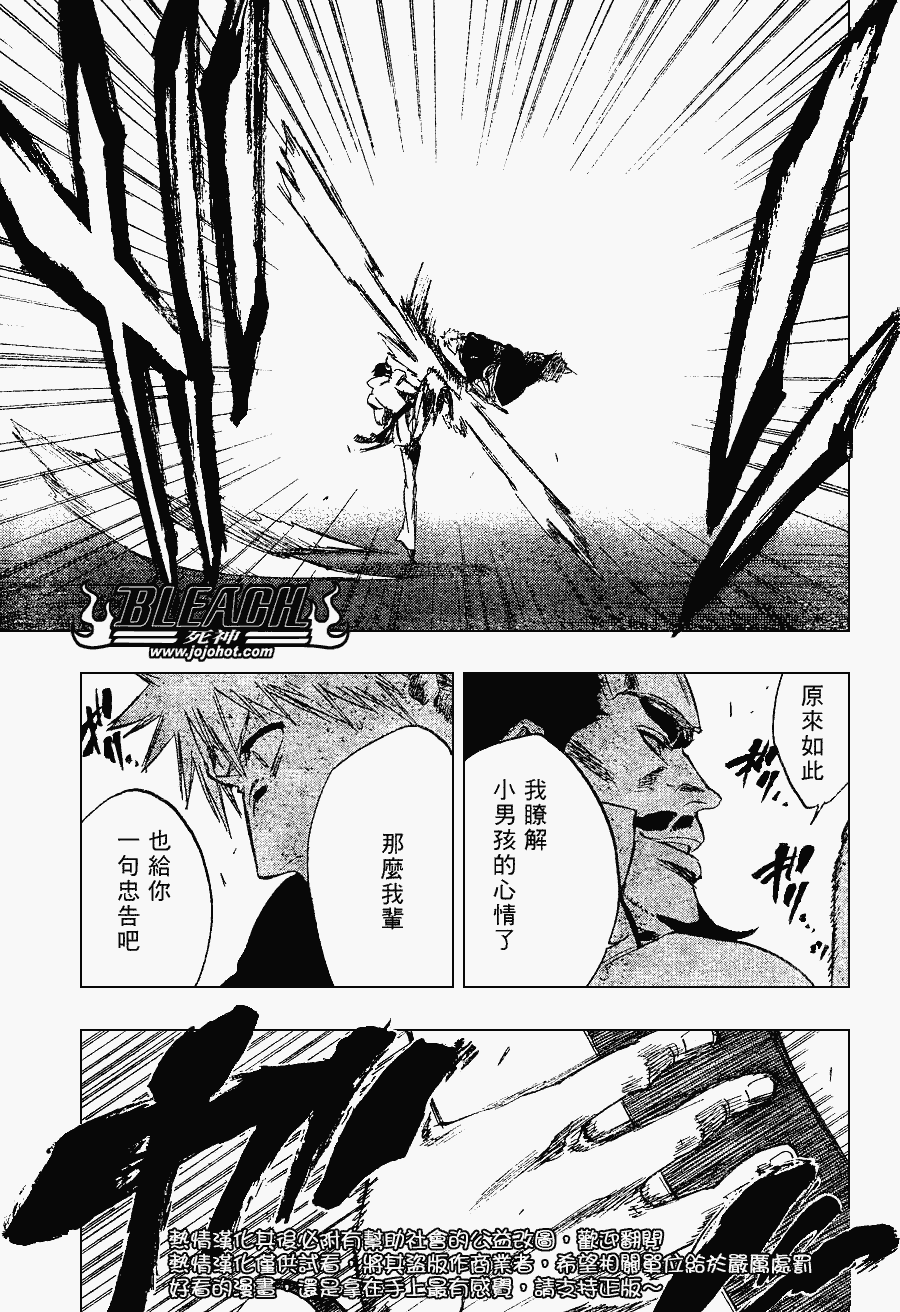 BLEACH
死神
www.jojohot.com
原來如此
我瞭解
小男孩的心情了
那麼我輩
也給你
一句忠告吧
熱情漢化其後必附有幫助社會的公益改圖，歡迎翻閱
熱情漢化僅供試看，將其盜版作商業者，希望相關單位給於嚴厲處罰
好看的漫畫，還是拿在手上最有感覺，請支持正版～